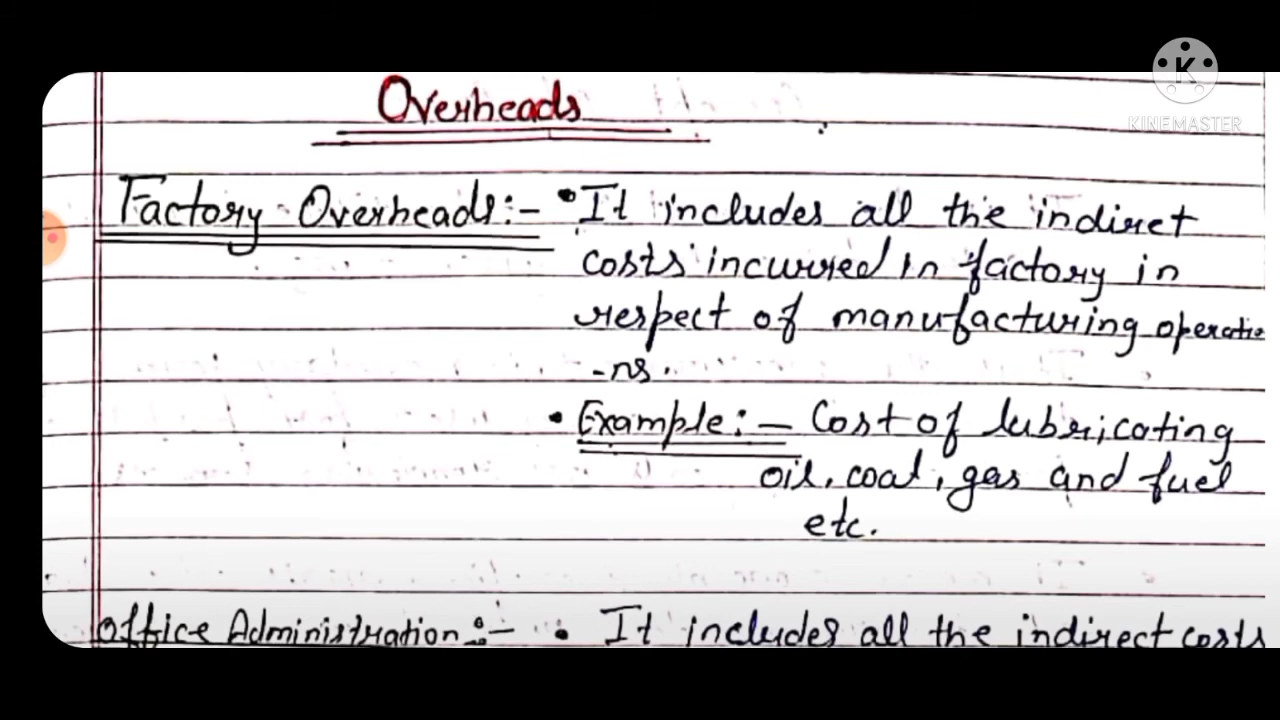 Overheads
K
KINEMASTER
Factory Overheads:- • It includes all the indirect
costs incurred in factory in
respect of manufacturing operatio
-ns.
• Example:- Cost of lubricating
oil, coal, gas and fuel
etc.
office Administration:- • It includes all the indirect costs